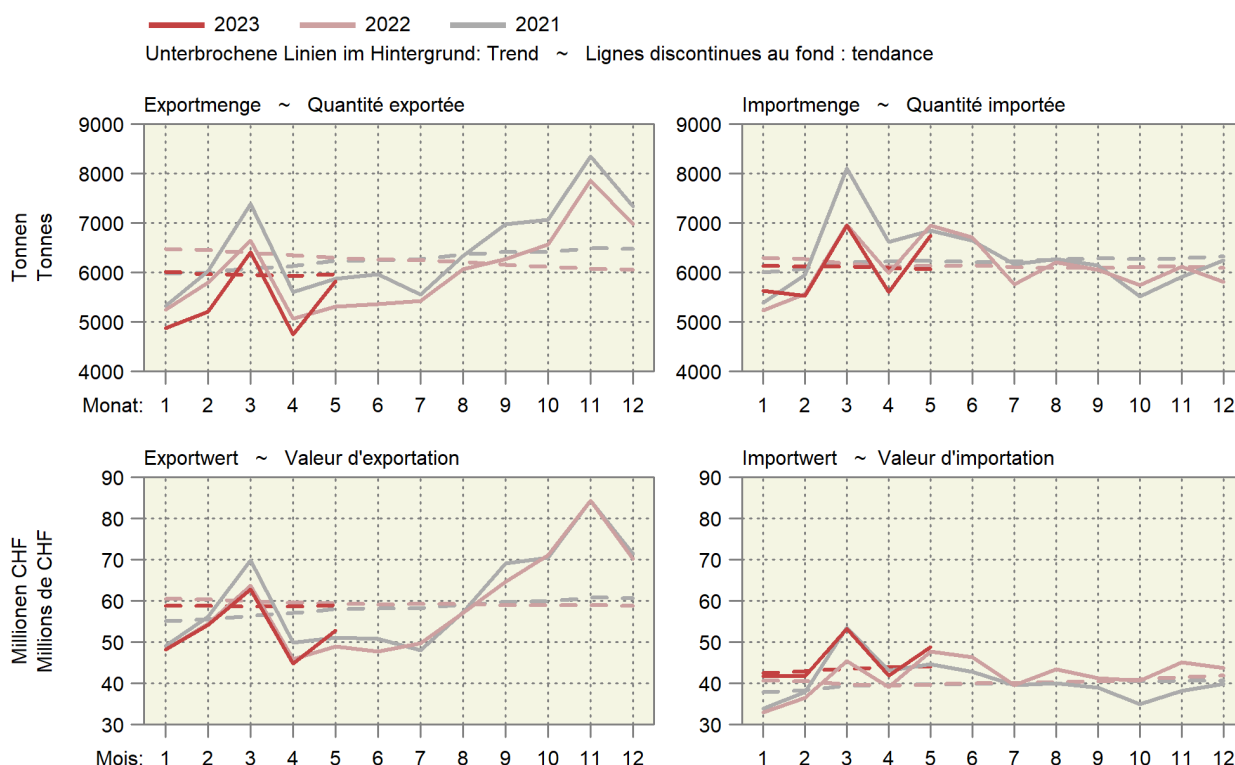 2023 2022 2021
Unterbrochene Linien im Hintergrund: Trend ~ Lignes discontinues au fond : tendance
Exportmenge ~ Quantité exportée
Tonnen
Tonnes
9000
8000
7000
6000
5000
4000
Monat: 1 2 3 4 5 6 7 8 9 10 11 12
Importmenge ~ Quantité importée
9000
8000
7000
6000
5000
4000
1 2 3 4 5 6 7 8 9 10 11 12
Exportwert ~ Valeur d'exportation
Millionen CHF
Millions de CHF
90
80
70
60
50
40
30
Mois: 1 2 3 4 5 6 7 8 9 10 11 12
Importwert ~ Valeur d'importation
90
80
70
60
50
40
30
1 2 3 4 5 6 7 8 9 10 11 12